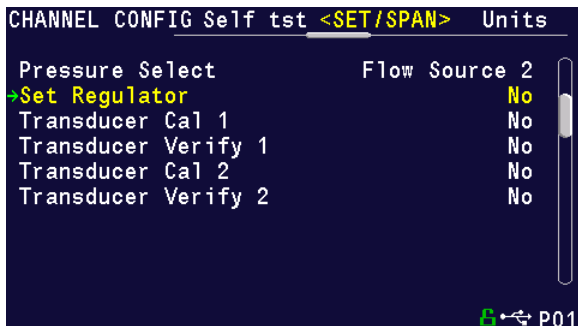 CHANNEL CONFIG Self tst <SET/SPAN> Units
Pressure Select Flow Source 2
→Set Regulator No
Transducer Cal 1 No
Transducer Verify 1 No
Transducer Cal 2 No
Transducer Verify 2 No
P01